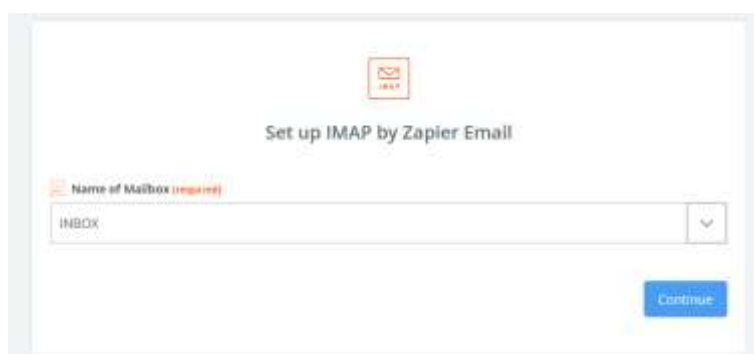 IMAP
Set up IMAP by Zapier Email
Name of Mailbox (required)
INBOX
Continue